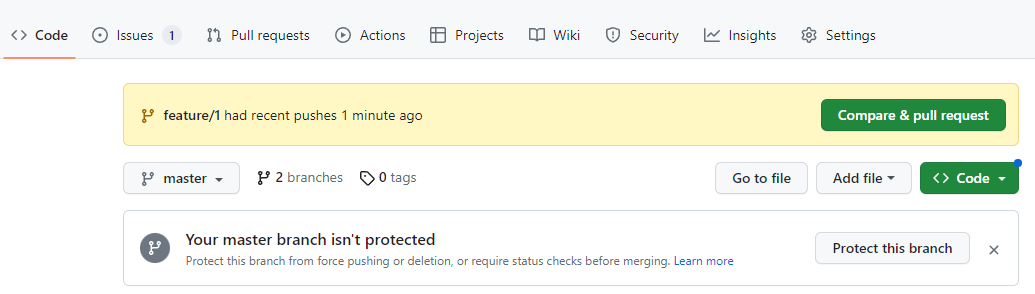 Code Issues 1 Pull requests Actions Projects Wiki Security Insights Settings
feature/1 had recent pushes 1 minute ago Compare & pull request
master 2 branches 0 tags Go to file Add file Code
Your master branch isn't protected
Protect this branch from force pushing or deletion, or require status checks before merging. Learn more
Protect this branch